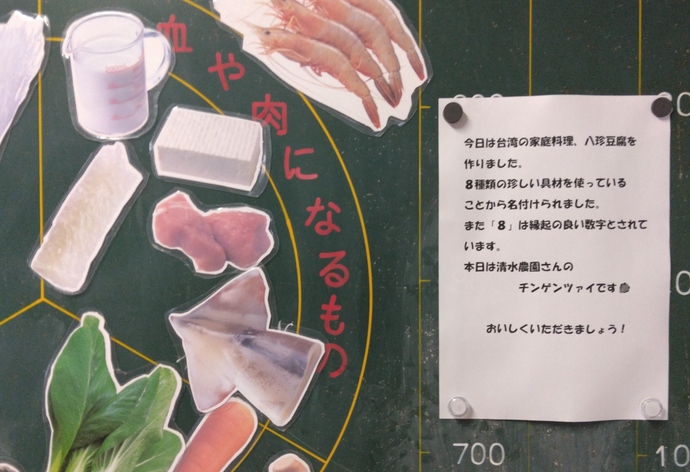 血や肉になるもの
今日は台湾の家庭料理、八珍豆腐を
作りました。
8種類の珍しい具材を使っている
ことから名付けられました。
また「8」は縁起の良い数字とされて
います。
本日は清水農園さんの
チンゲンツァイです
おいしくいただきましょう!
700